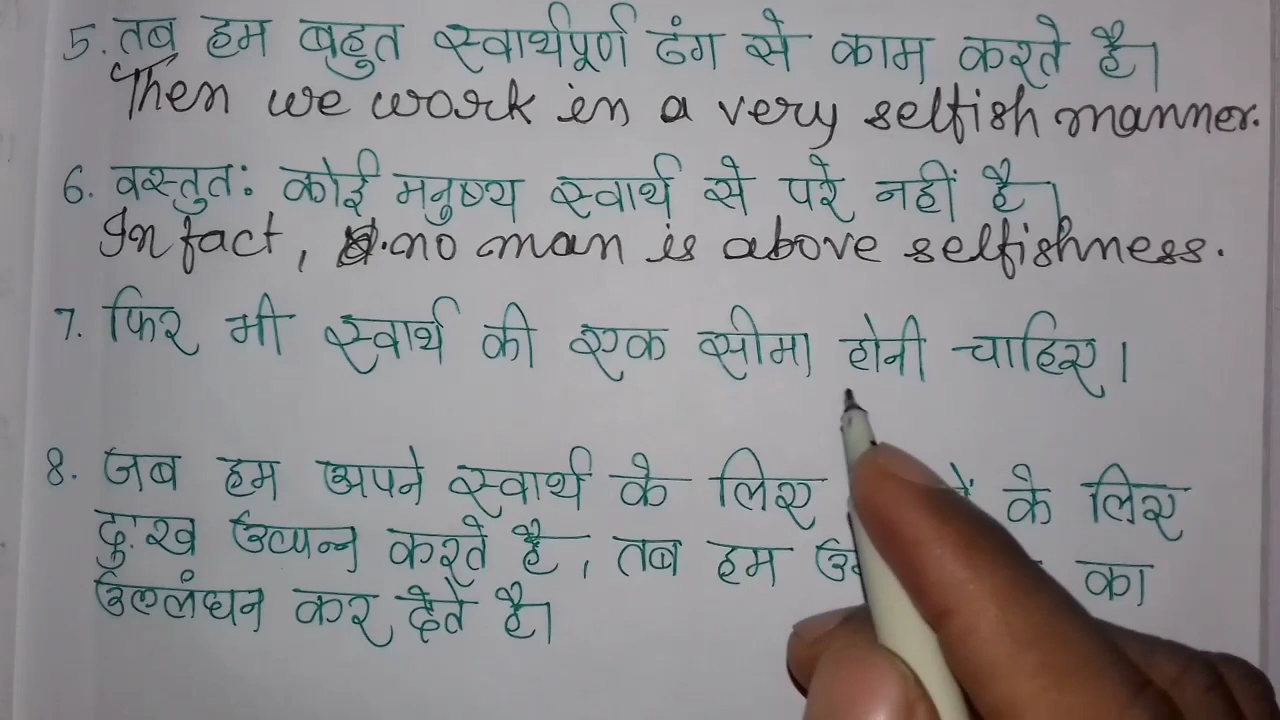 5. तब हम बहुत स्वार्थपूर्ण ढंग से काम करते है।
Then we work in a very selfish manner.
6. वस्तुतः कोई मनुष्य स्वार्थ से परे नहीं है।
In fact, no man is above selfishness.
7. फिर भी स्वार्थ की एक सीमा होनी चाहिए।
8. जब हम अपने स्वार्थ के लिए के लिए
दुःख उत्पन्न करते है, तब हम का
उल्लंघन कर देते है।